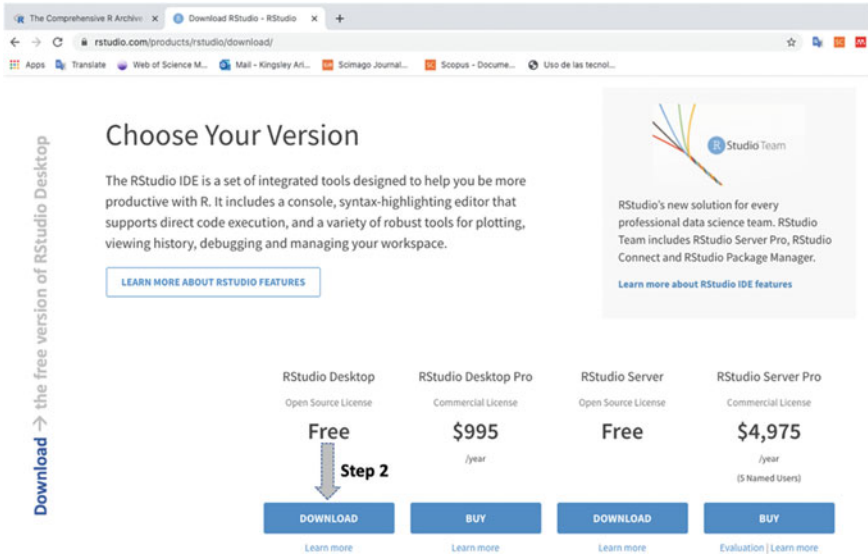 The Comprehensive R Archive
Download RStudio - RStudio
rstudio.com/products/rstudio/download/
Apps
Translate
Web of Science M...
Mail - Kingsley Ari...
Scimago Journal...
Scopus - Docume...
Uso de las tecnol...
Download → the free version of RStudio Desktop
Choose Your Version
The RStudio IDE is a set of integrated tools designed to help you be more
productive with R. It includes a console, syntax-highlighting editor that
supports direct code execution, and a variety of robust tools for plotting,
viewing history, debugging and managing your workspace.
LEARN MORE ABOUT RSTUDIO FEATURES
R Studio Team
RStudio's new solution for every
professional data science team. RStudio
Team includes RStudio Server Pro, RStudio
Connect and RStudio Package Manager.
Learn more about RStudio IDE features
RStudio Desktop
Open Source License
Free
Step 2
DOWNLOAD
Learn more
RStudio Desktop Pro
Commercial License
$995
/year
BUY
Learn more
RStudio Server
Open Source License
Free
DOWNLOAD
Learn more
RStudio Server Pro
Commercial License
$4,975
/year
(5 Named Users)
BUY
Evaluation | Learn more